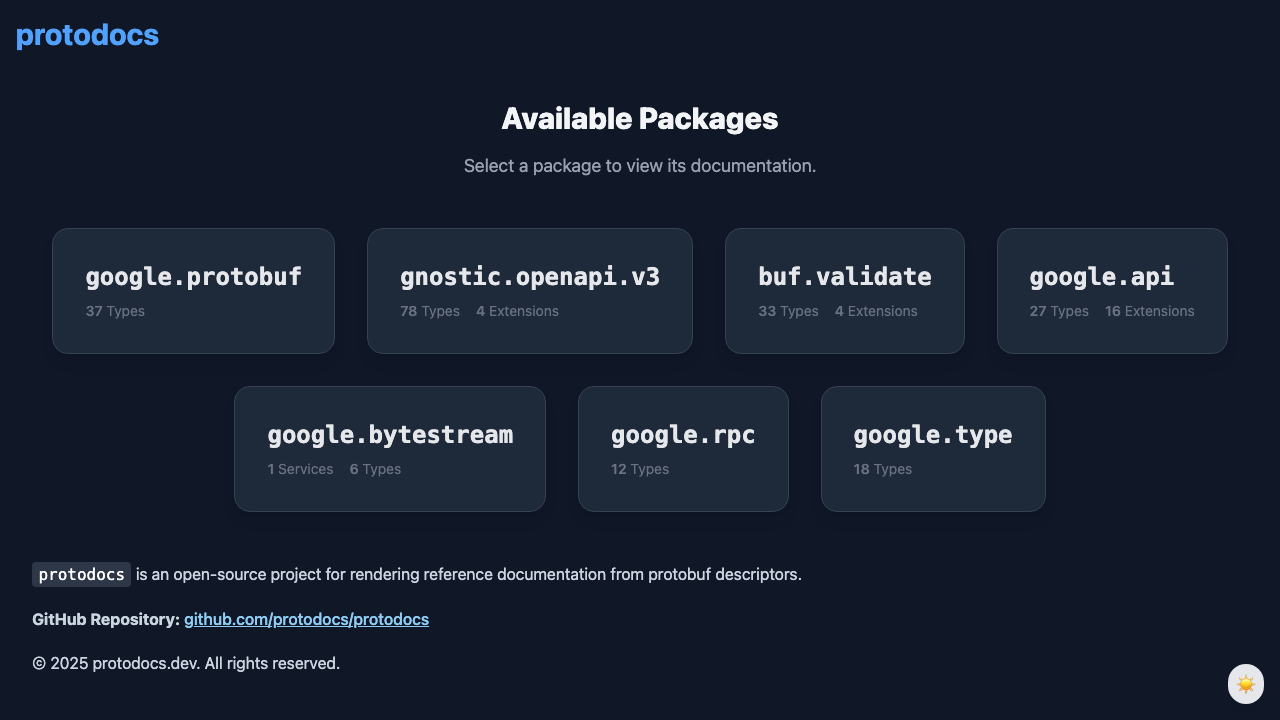 protodocs
Available Packages
Select a package to view its documentation.
google.protobuf
37 Types
gnostic.openapi.v3
78 Types 4 Extensions
buf.validate
33 Types 4 Extensions
google.api
27 Types 16 Extensions
google.bytestream
1 Services 6 Types
google.rpc
12 Types
google.type
18 Types
protodocs is an open-source project for rendering reference documentation from protobuf descriptors.
GitHub Repository: github.com/protodocs/protodocs
© 2025 protodocs.dev. All rights reserved.